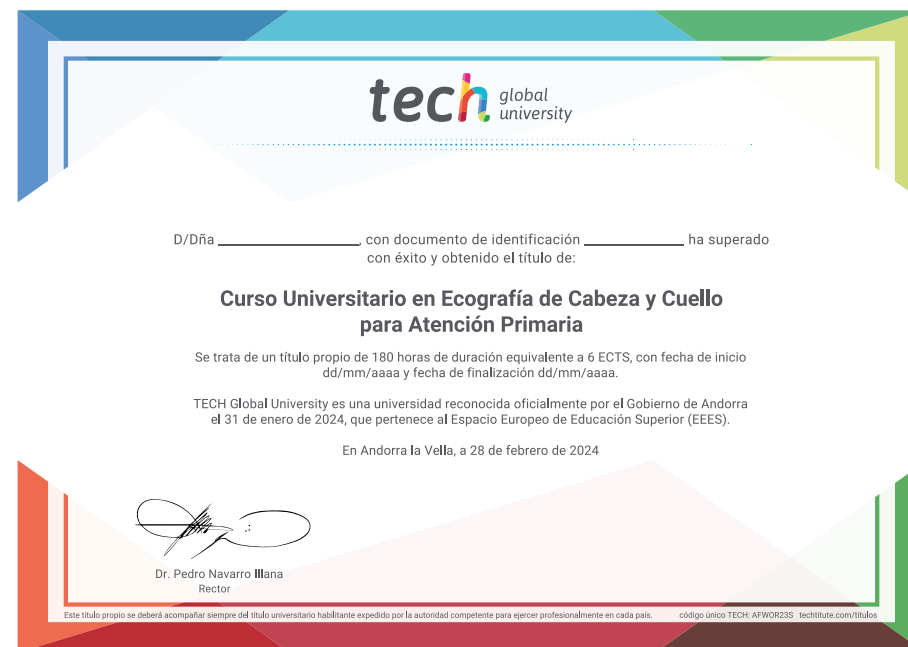 tech global university
D/Dña ____________________, con documento de identificación ______________ ha superado
con éxito y obtenido el título de:
Curso Universitario en Ecografía de Cabeza y Cuello
para Atención Primaria
Se trata de un título propio de 180 horas de duración equivalente a 6 ECTS, con fecha de inicio
dd/mm/aaaa y fecha de finalización dd/mm/aaaa.
TECH Global University es una universidad reconocida oficialmente por el Gobierno de Andorra
el 31 de enero de 2024, que pertenece al Espacio Europeo de Educación Superior (EEES).
En Andorra la Vella, a 28 de febrero de 2024
Dr. Pedro Navarro Illana
Rector
Este título propio se deberá acompañar siempre del título universitario habilitante expedido por la autoridad competente para ejercer profesionalmente en cada país. código único TECH: AFWOR23S techtitute.com/titulos